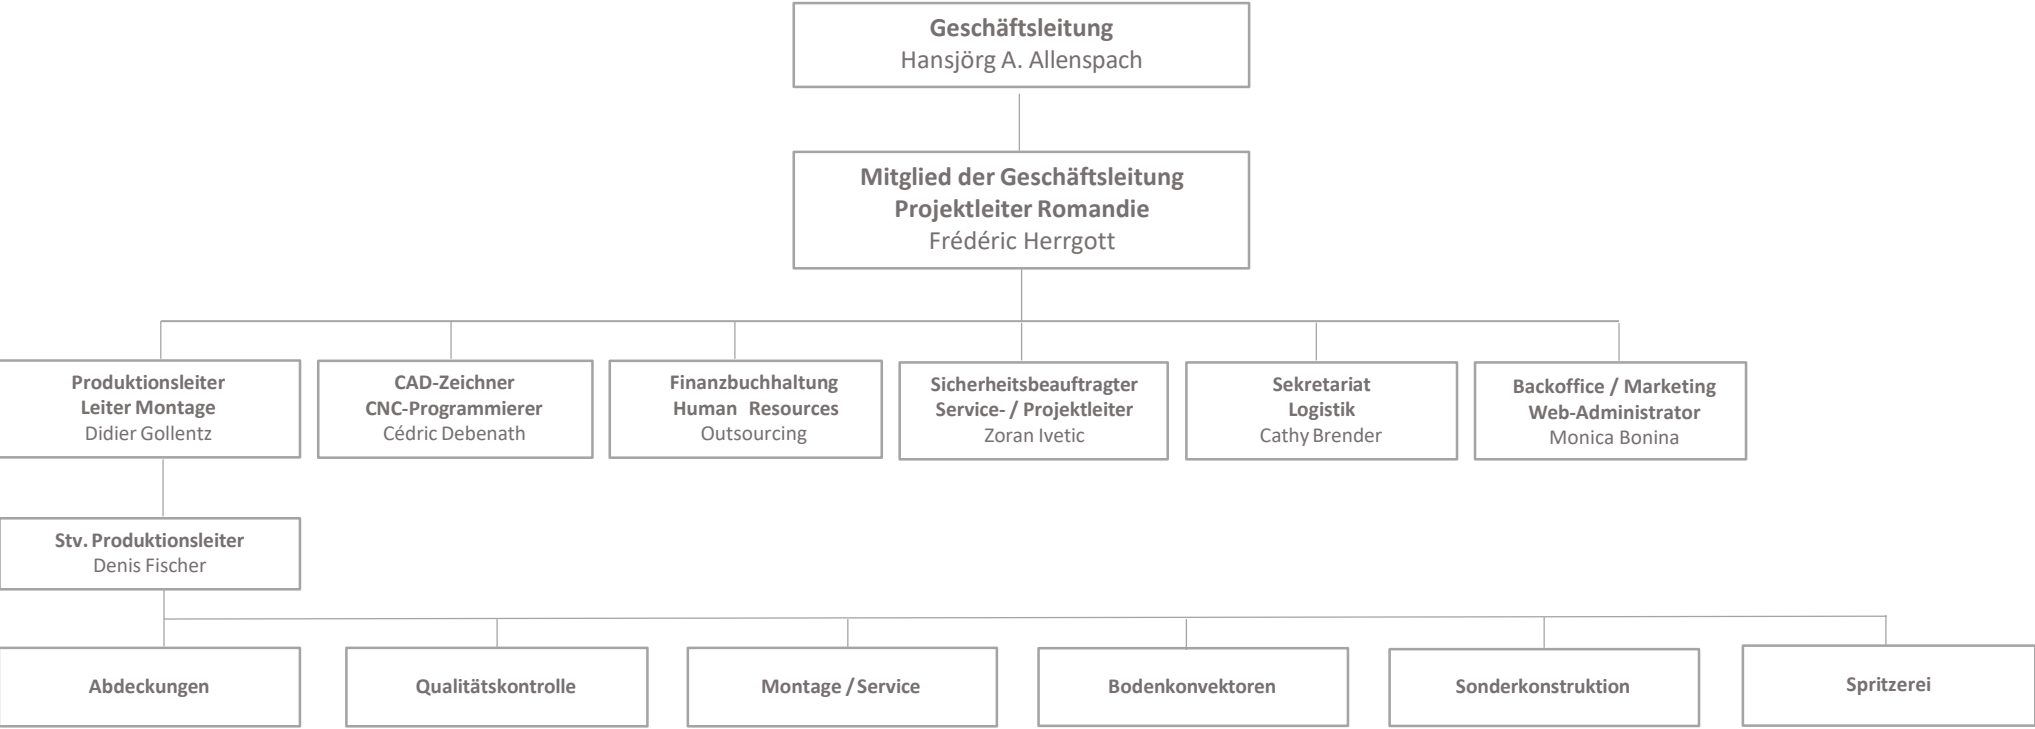 Geschäftsleitung
Hansjörg A. Allenspach
Mitglied der Geschäftsleitung
Projektleiter Romandie
Frédéric Herrgott
Produktionsleiter
Leiter Montage
Didier Gollentz
CAD-Zeichner
CNC-Programmierer
Cédric Debenath
Finanzbuchhaltung
Human Resources
Outsourcing
Sicherheitsbeauftragter
Service- / Projektleiter
Zoran Ivetic
Sekretariat
Logistik
Cathy Brender
Backoffice / Marketing
Web-Administrator
Monica Bonina
Stv. Produktionsleiter
Denis Fischer
Abdeckungen
Qualitätskontrolle
Montage / Service
Bodenkonvektoren
Sonderkonstruktion
Spritzerei